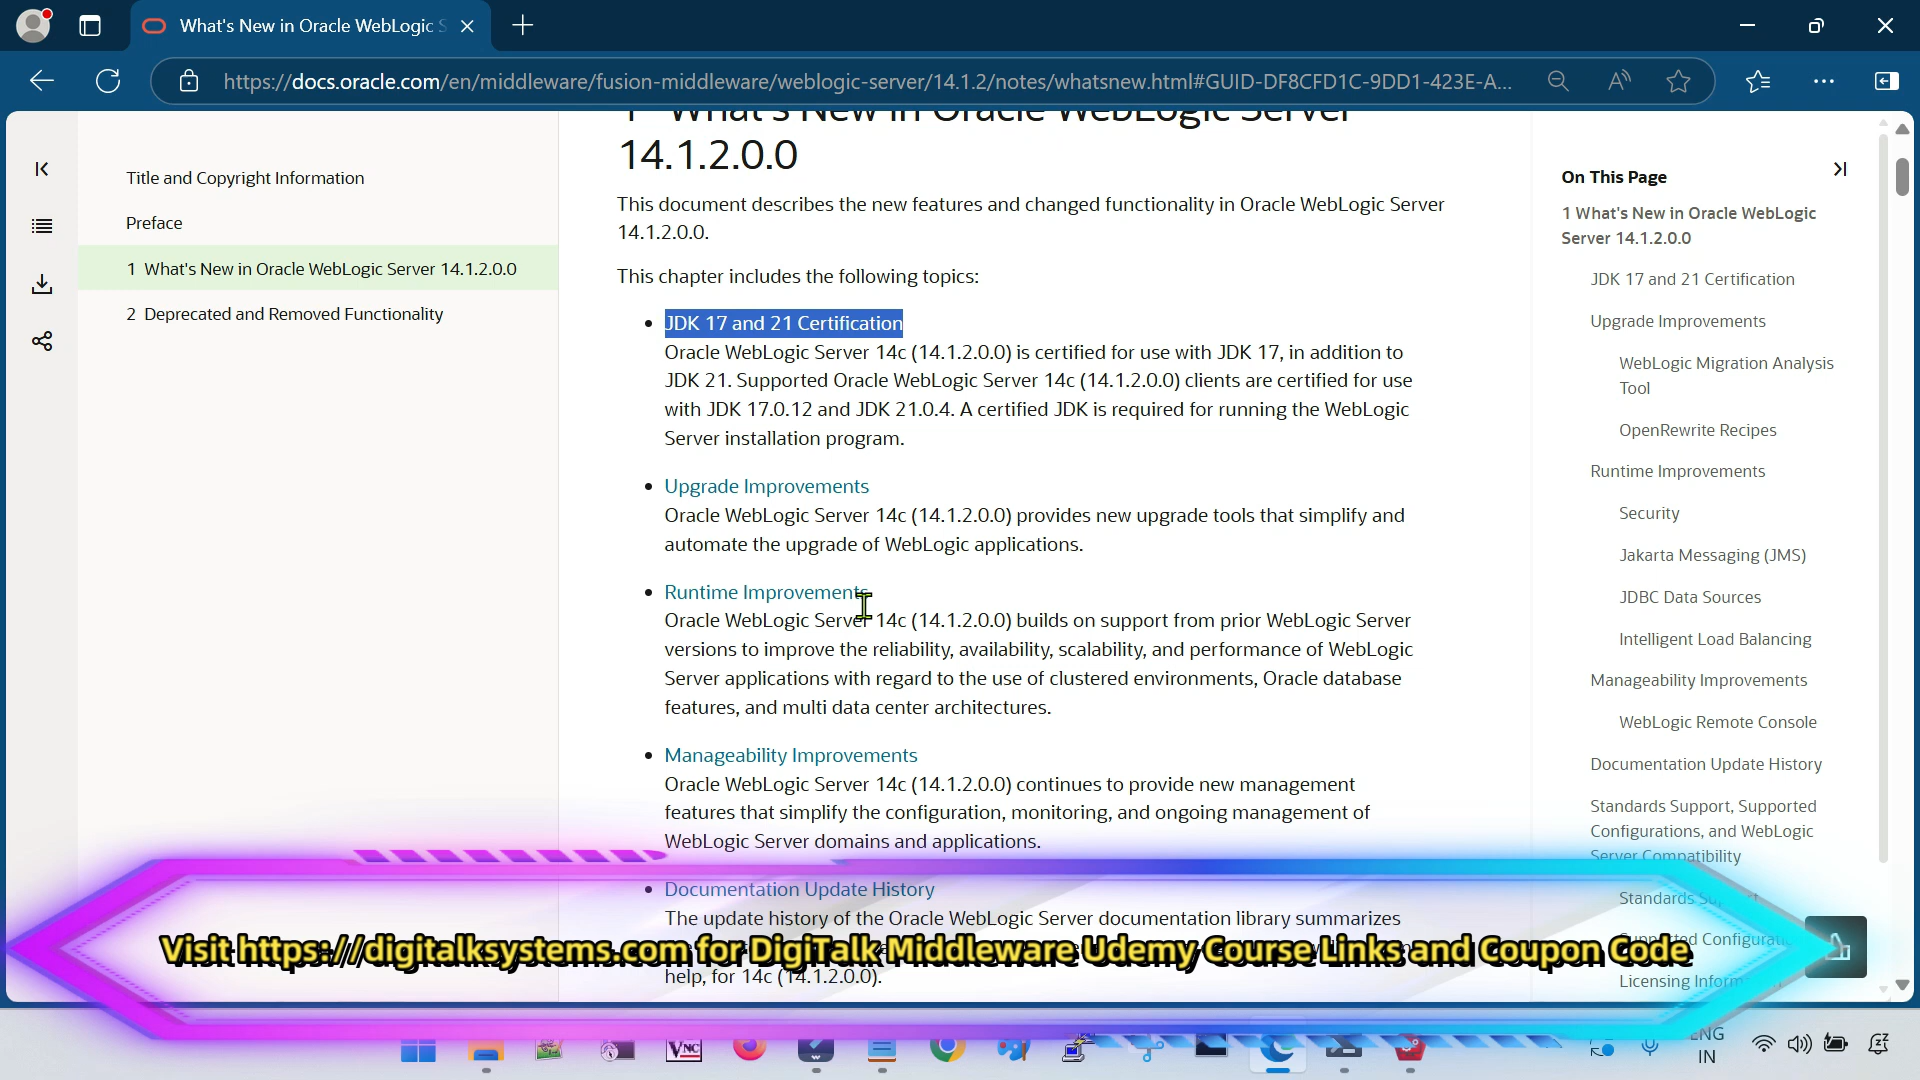 What's New in Oracle WebLogic S
https://docs.oracle.com/en/middleware/fusion-middleware/weblogic-server/14.1.2/notes/whatsnew.html#GUID-DF8CFD1C-9DD1-423E-A...
Title and Copyright Information
Preface
1 What's New in Oracle WebLogic Server 14.1.2.0.0
2 Deprecated and Removed Functionality
1 What's New in Oracle WebLogic Server
14.1.2.0.0
This document describes the new features and changed functionality in Oracle WebLogic Server
14.1.2.0.0.
This chapter includes the following topics:
• JDK 17 and 21 Certification
Oracle WebLogic Server 14c (14.1.2.0.0) is certified for use with JDK 17, in addition to
JDK 21. Supported Oracle WebLogic Server 14c (14.1.2.0.0) clients are certified for use
with JDK 17.0.12 and JDK 21.0.4. A certified JDK is required for running the WebLogic
Server installation program.
• Upgrade Improvements
Oracle WebLogic Server 14c (14.1.2.0.0) provides new upgrade tools that simplify and
automate the upgrade of WebLogic applications.
• Runtime Improvements
Oracle WebLogic Server 14c (14.1.2.0.0) builds on support from prior WebLogic Server
versions to improve the reliability, availability, scalability, and performance of WebLogic
Server applications with regard to the use of clustered environments, Oracle database
features, and multi data center architectures.
• Manageability Improvements
Oracle WebLogic Server 14c (14.1.2.0.0) continues to provide new management
features that simplify the configuration, monitoring, and ongoing management of
WebLogic Server domains and applications.
• Documentation Update History
The update history of the Oracle WebLogic Server documentation library summarizes
help, for 14c (14.1.2.0.0).
On This Page
1 What's New in Oracle WebLogic
Server 14.1.2.0.0
JDK 17 and 21 Certification
Upgrade Improvements
WebLogic Migration Analysis
Tool
OpenRewrite Recipes
Runtime Improvements
Security
Jakarta Messaging (JMS)
JDBC Data Sources
Intelligent Load Balancing
Manageability Improvements
WebLogic Remote Console
Documentation Update History
Standards Support, Supported
Configurations, and WebLogic
Server Compatibility
Standards
Licensing
Visit https://digitalksystems.com for DigiTalk Middleware Udemy Course Links and Coupon Code
VNC
ENG
IN